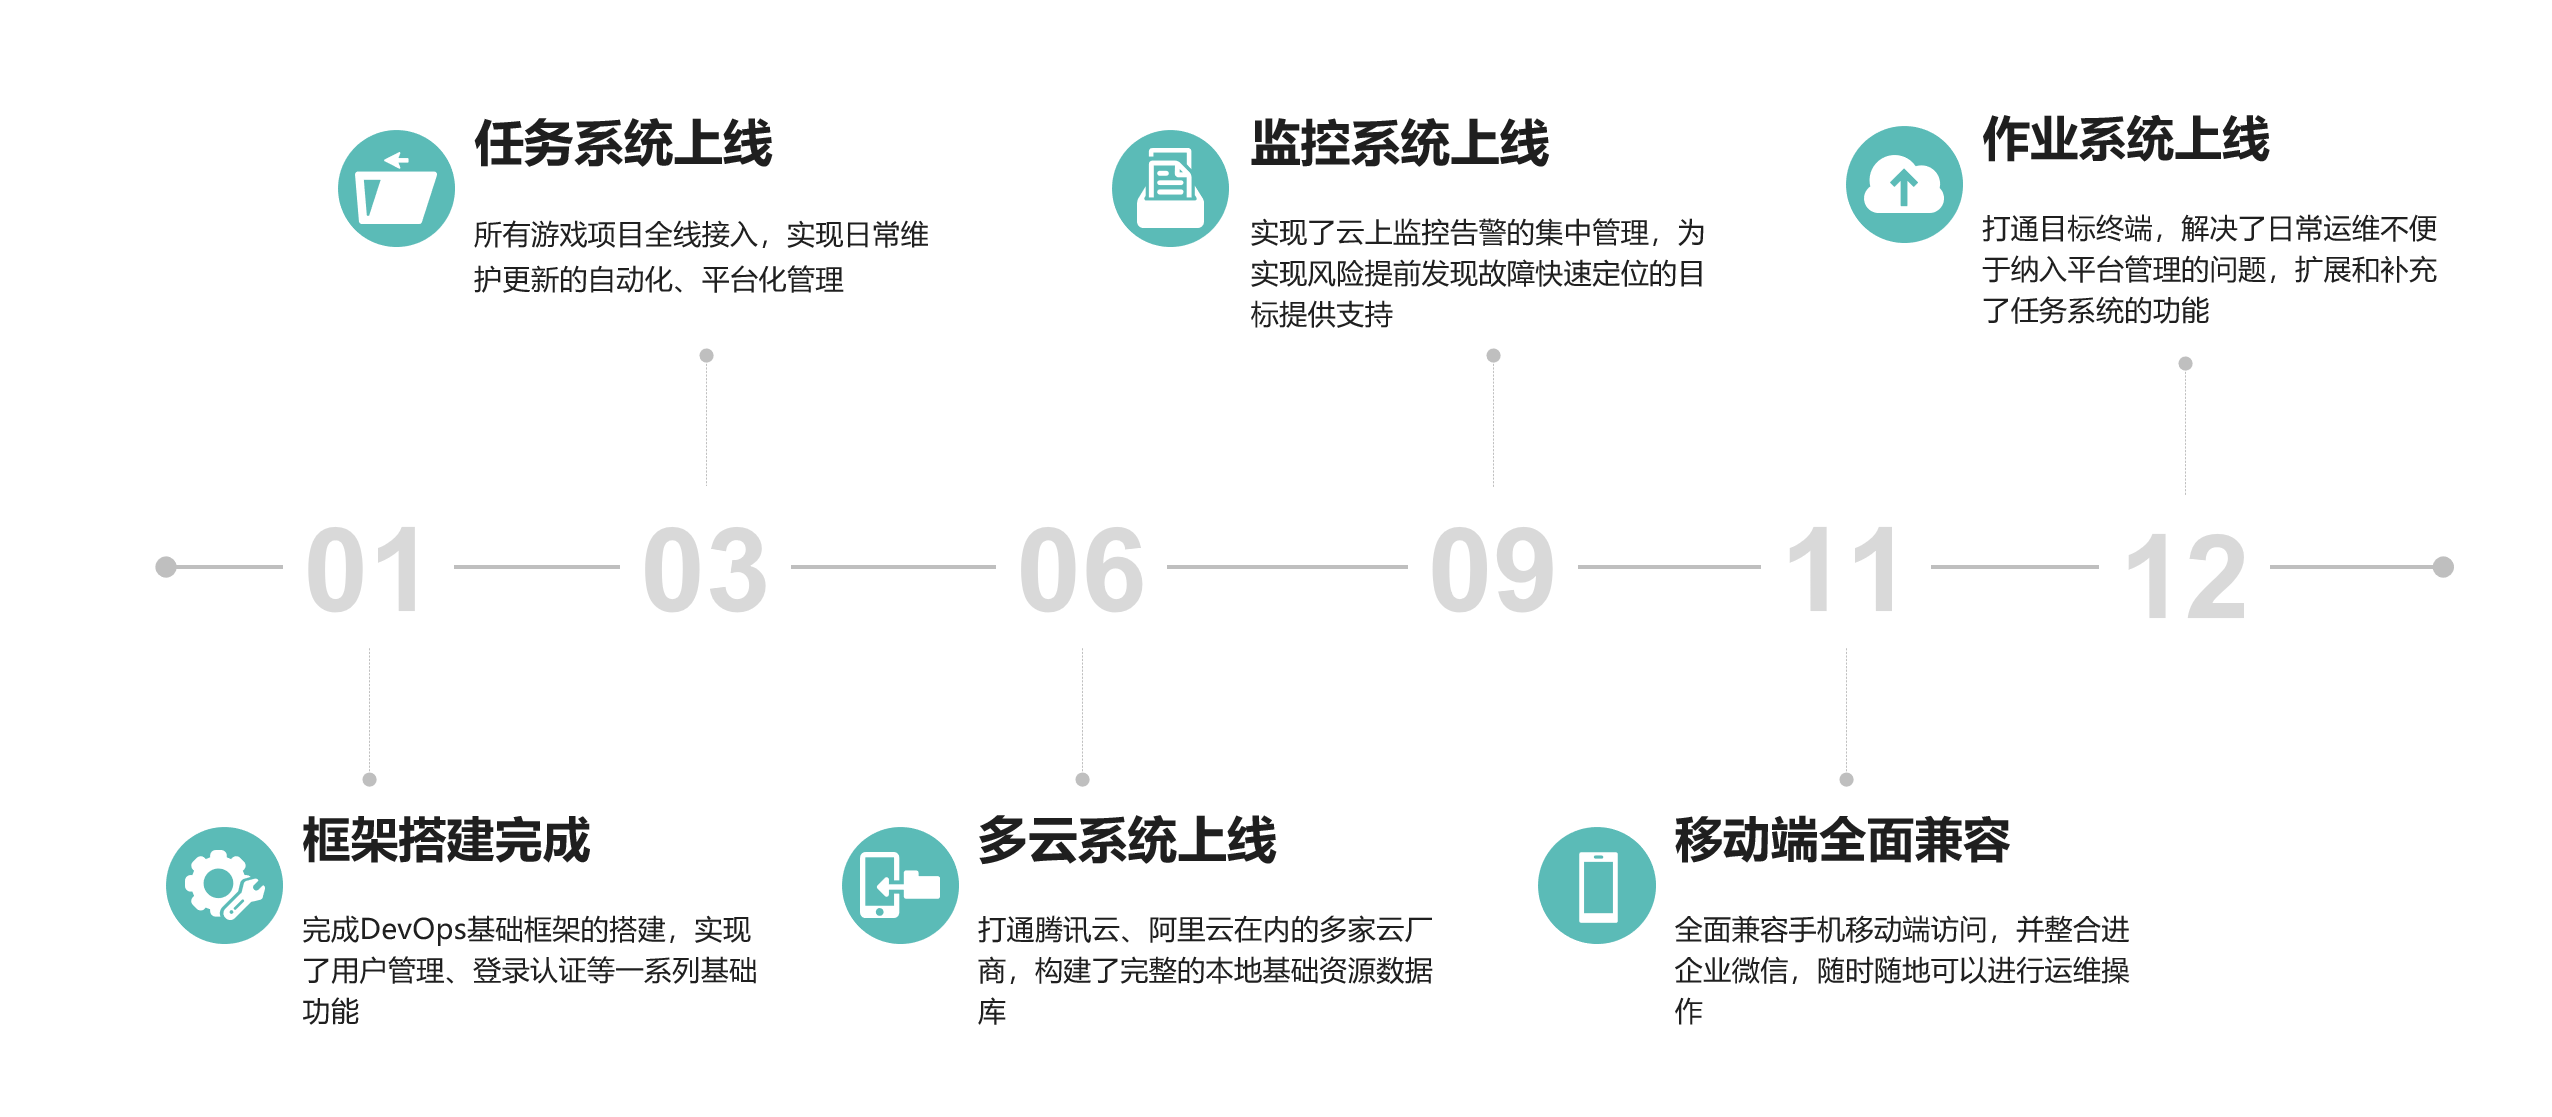 任务系统上线
所有游戏项目全线接入，实现日常维
护更新的自动化、平台化管理
监控系统上线
实现了云上监控告警的集中管理，为
实现风险提前发现故障快速定位的目
标提供支持
作业系统上线
打通目标终端，解决了日常运维不便
于纳入平台管理的问题，扩展和补充
了任务系统的功能
01
03
06
09
11
12
框架搭建完成
完成DevOps基础框架的搭建，实现
了用户管理、登录认证等一系列基础
功能
多云系统上线
打通腾讯云、阿里云在内的多家云厂
商，构建了完整的本地基础资源数据
库
移动端全面兼容
全面兼容手机移动端访问，并整合进
企业微信，随时随地可以进行运维操
作